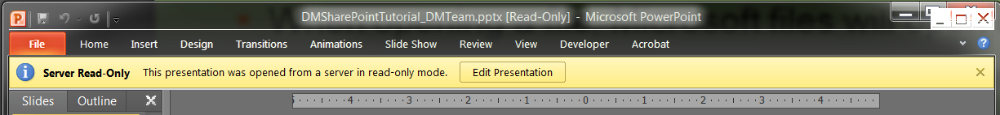 DMSharePointTutorial_DMTeam.pptx [Read-Only] - Microsoft PowerPoint
File Home Insert Design Transitions Animations Slide Show Review View Developer Acrobat
Server Read-Only This presentation was opened from a server in read-only mode. Edit Presentation
Slides Outline
4 3 2 1 0 1 2 3 4